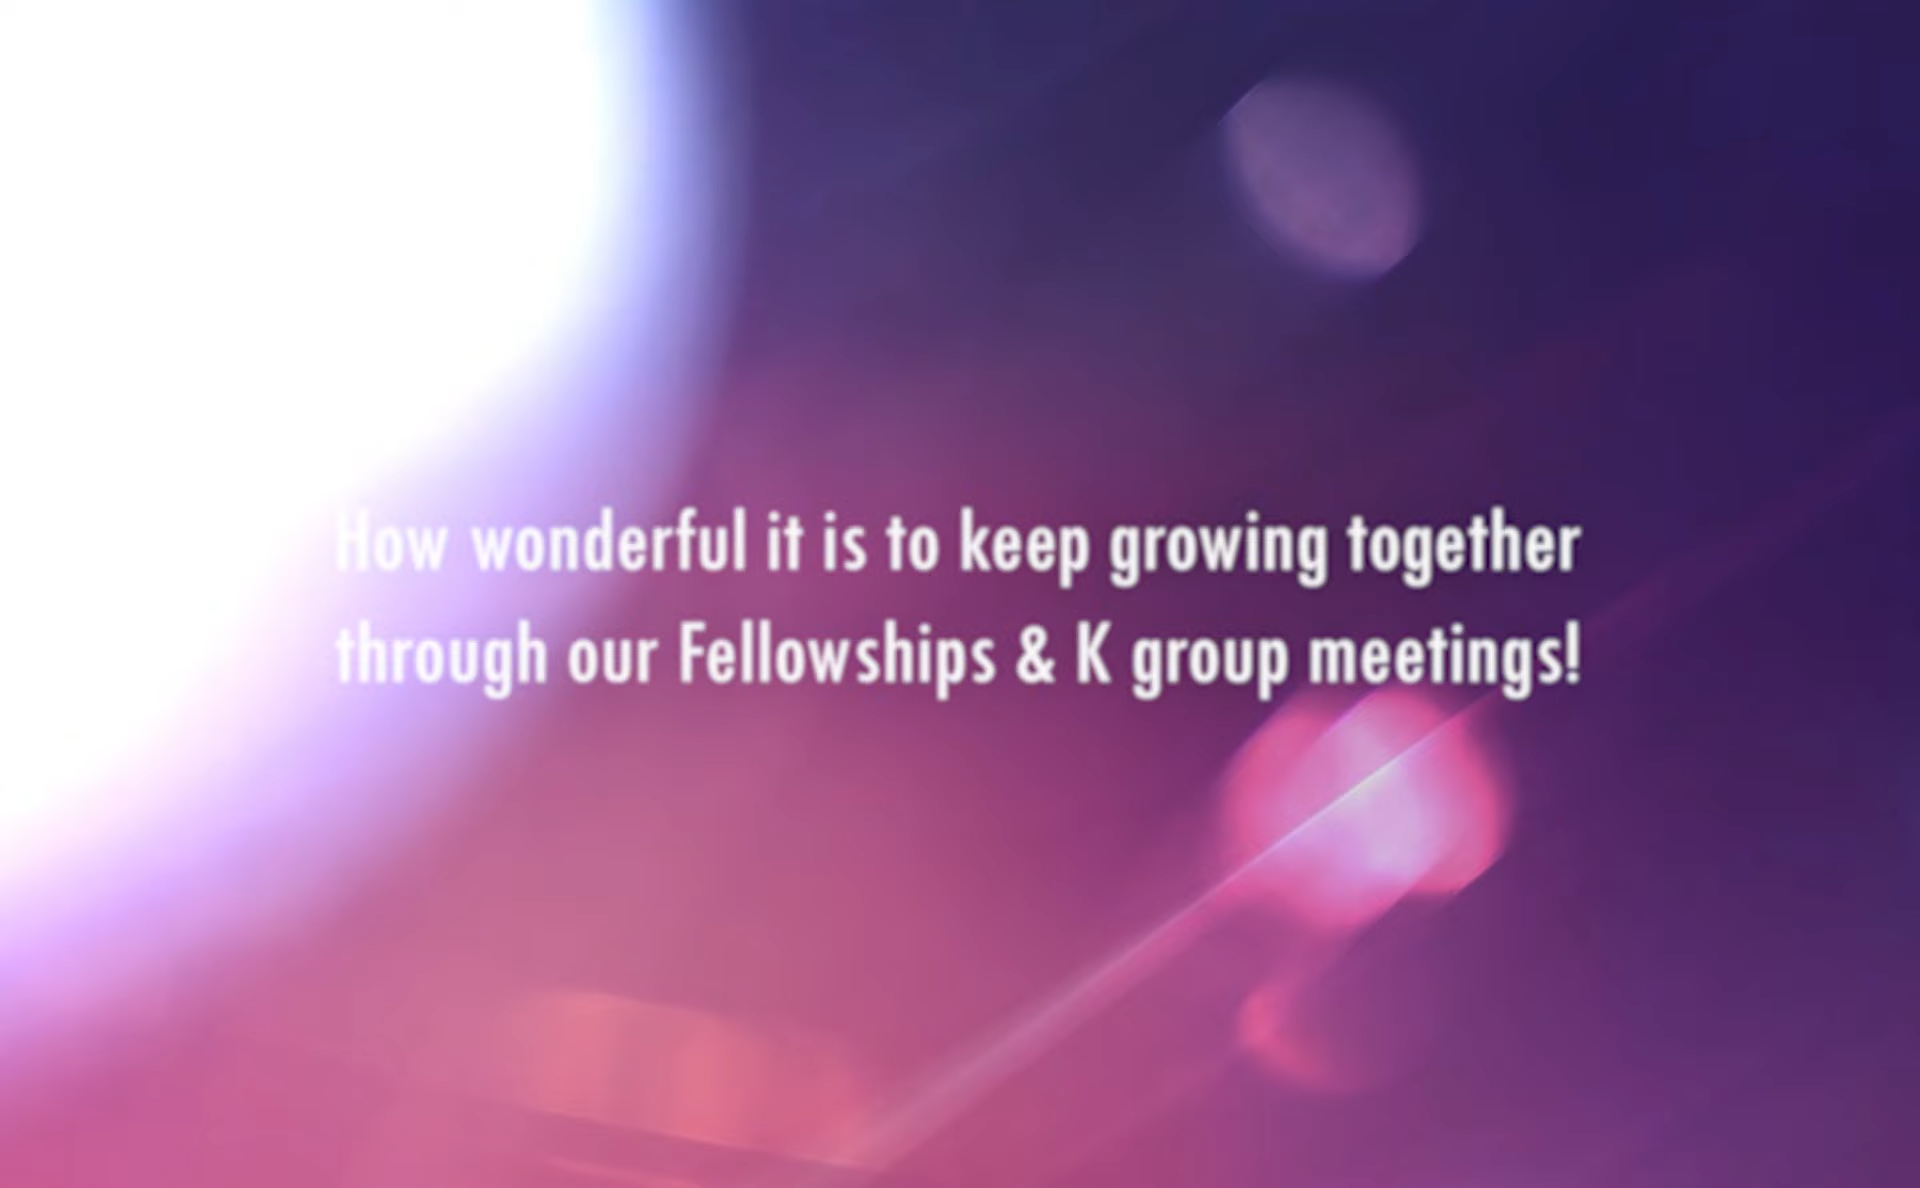 How wonderful it is to keep growing together
through our Fellowships & K group meetings!